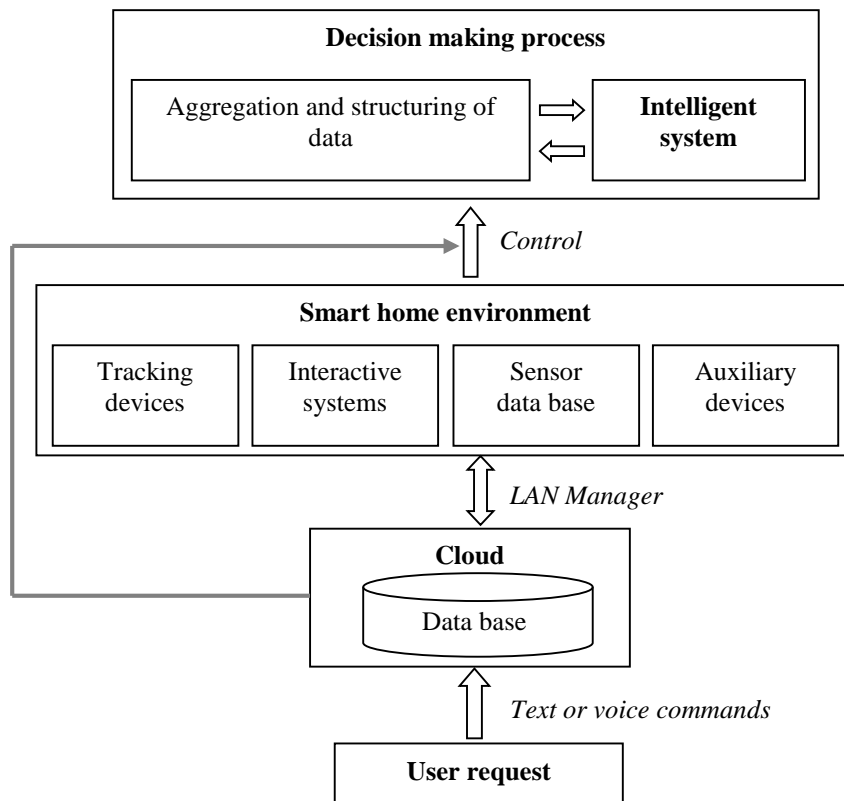 Decision making process
Aggregation and structuring of
data
Intelligent
system
Control
Smart home environment
Tracking
devices
Interactive
systems
Sensor
data base
Auxiliary
devices
LAN Manager
Cloud
Data base
Text or voice commands
User request